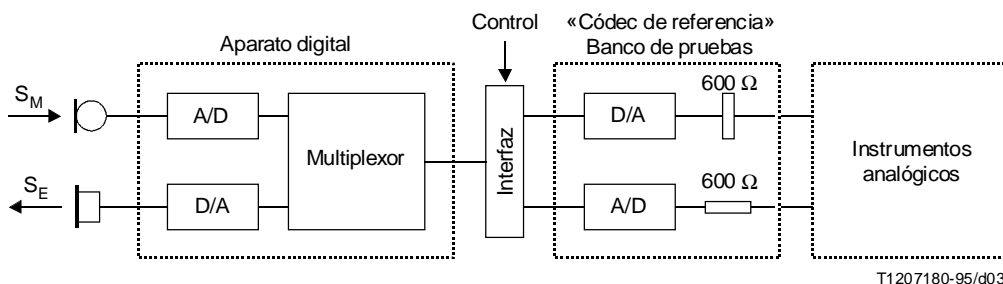 Control
«Códec de referencia»
Banco de pruebas
Aparato digital
600 Ω
S_M
A/D
D/A
Multiplexor
Interfaz
Instrumentos
analógicos
600 Ω
S_E
D/A
A/D
T1207180-95/d03